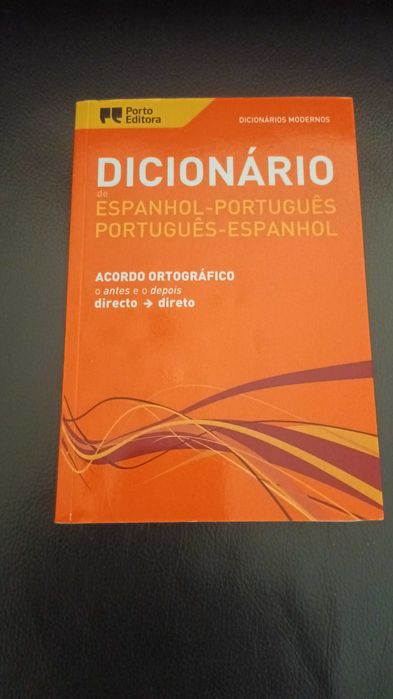 Porto
Editora
DICIONÁRIOS MODERNOS
DICIONÁRIO
de
ESPANHOL-PORTUGUÊS
PORTUGUÊS-ESPANHOL
ACORDO ORTOGRÁFICO
o antes e o depois
directo → direto